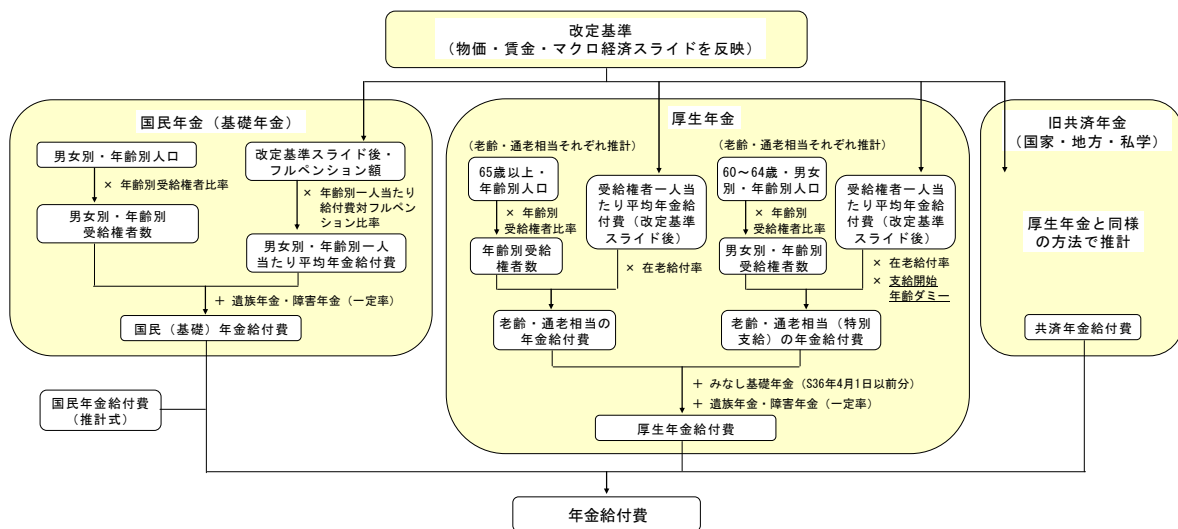 改定基準
(物価・賃金・マクロ経済スライドを反映)
国民年金(基礎年金)
男女別・年齢別人口
× 年齢別受給権者比率
男女別・年齢別
受給権者数
改定基準スライド後・
フルペンション額
× 年齢別一人当たり
給付費対フルペン
ション比率
男女別・年齢別一人
当たり平均年金給付費
+ 遺族年金・障害年金(一定率)
国民(基礎)年金給付費
国民年金給付費
(推計式)
厚生年金
(老齢・通老相当それぞれ推計)
65歳以上・
年齢別人口
× 年齢別
受給権者比率
年齢別受給
権者数
受給権者一人当
たり平均年金給
付費(改定基準
スライド後)
× 在老給付率
老齢・通老相当の
年金給付費
(老齢・通老相当それぞれ推計)
60~64歳・男女
別・年齢別人口
× 年齢別
受給権者比率
男女別・年齢別
受給権者数
受給権者一人当
たり平均年金給
付費(改定基準
スライド後)
× 在老給付率
× 支給開始
年齢ダミー
老齢・通老相当(特別
支給)の年金給付費
+ みなし基礎年金(S36年4月1日以前分)
+ 遺族年金・障害年金(一定率)
厚生年金給付費
旧共済年金
(国家・地方・私学)
厚生年金と同様
の方法で推計
共済年金給付費
年金給付費